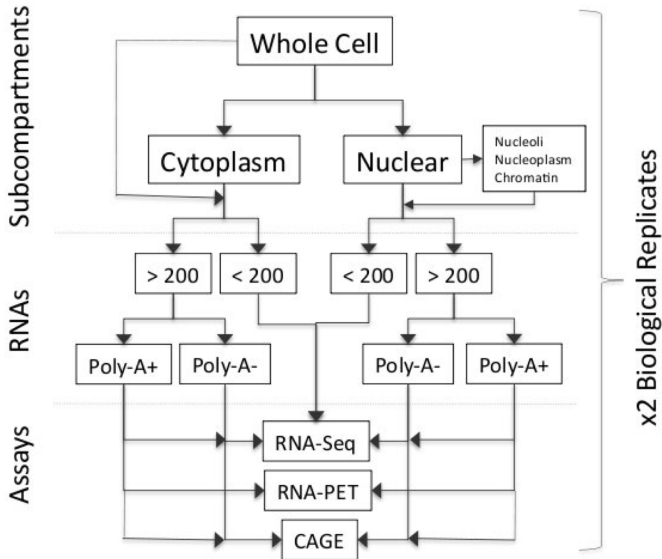 Subcompartments
Whole Cell
Cytoplasm
Nuclear
Nucleoli
Nucleoplasm
Chromatin
RNAs
> 200
< 200
< 200
> 200
Poly-A+
Poly-A-
Poly-A-
Poly-A+
Assays
RNA-Seq
RNA-PET
CAGE
x2 Biological Replicates